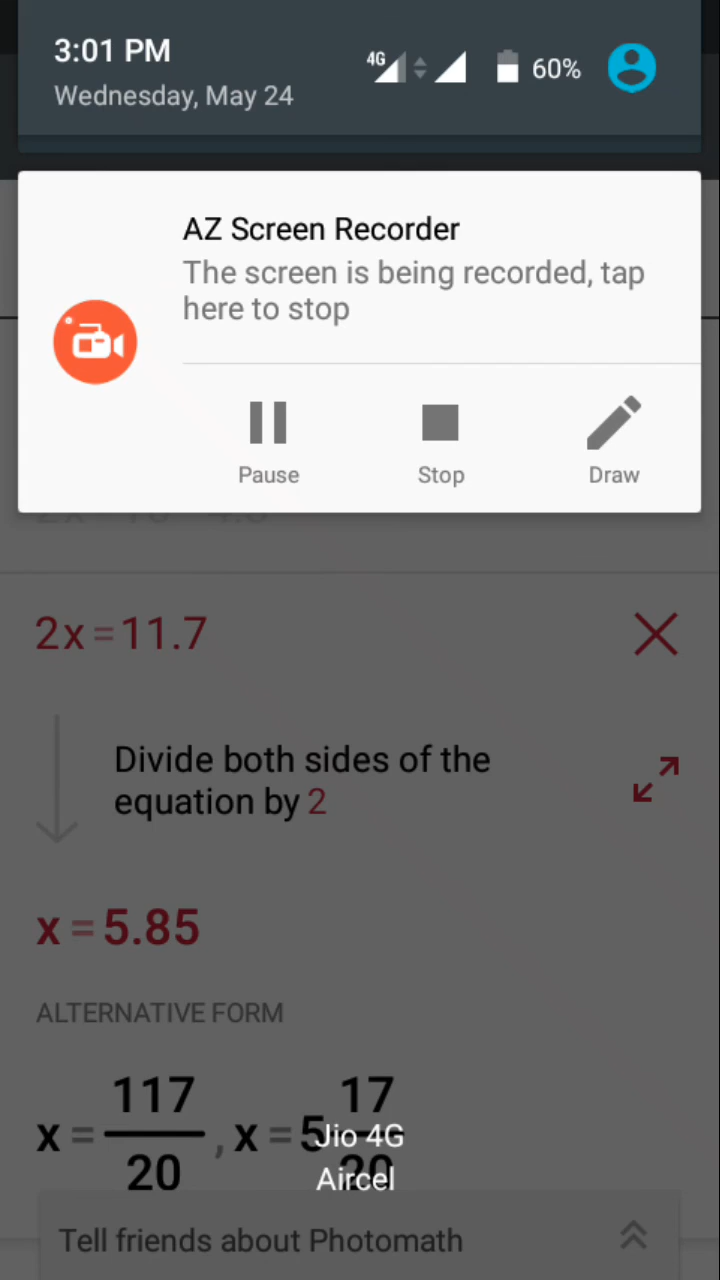 3:01 PM
4G
60%
Wednesday, May 24
AZ Screen Recorder
The screen is being recorded, tap
here to stop
Pause
Stop
Draw
2x = 11.7
Divide both sides of the
equation by 2
x = 5.85
ALTERNATIVE FORM
x = 117/20 , x = 5 17/20
Jio 4G
Aircel
Tell friends about Photomath